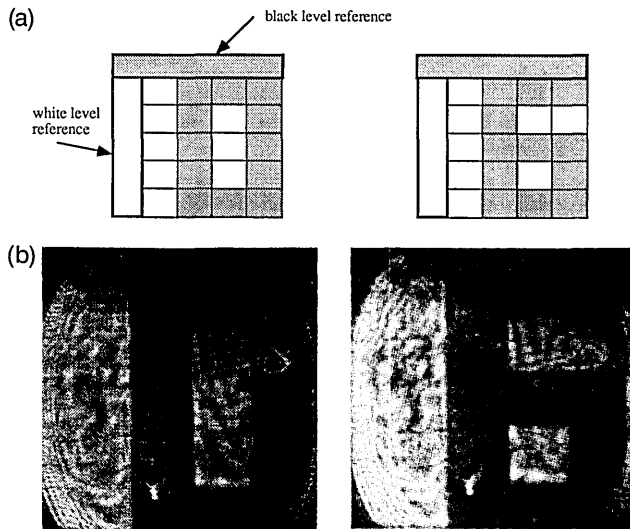 (a)
black level reference
white level
reference
(b)